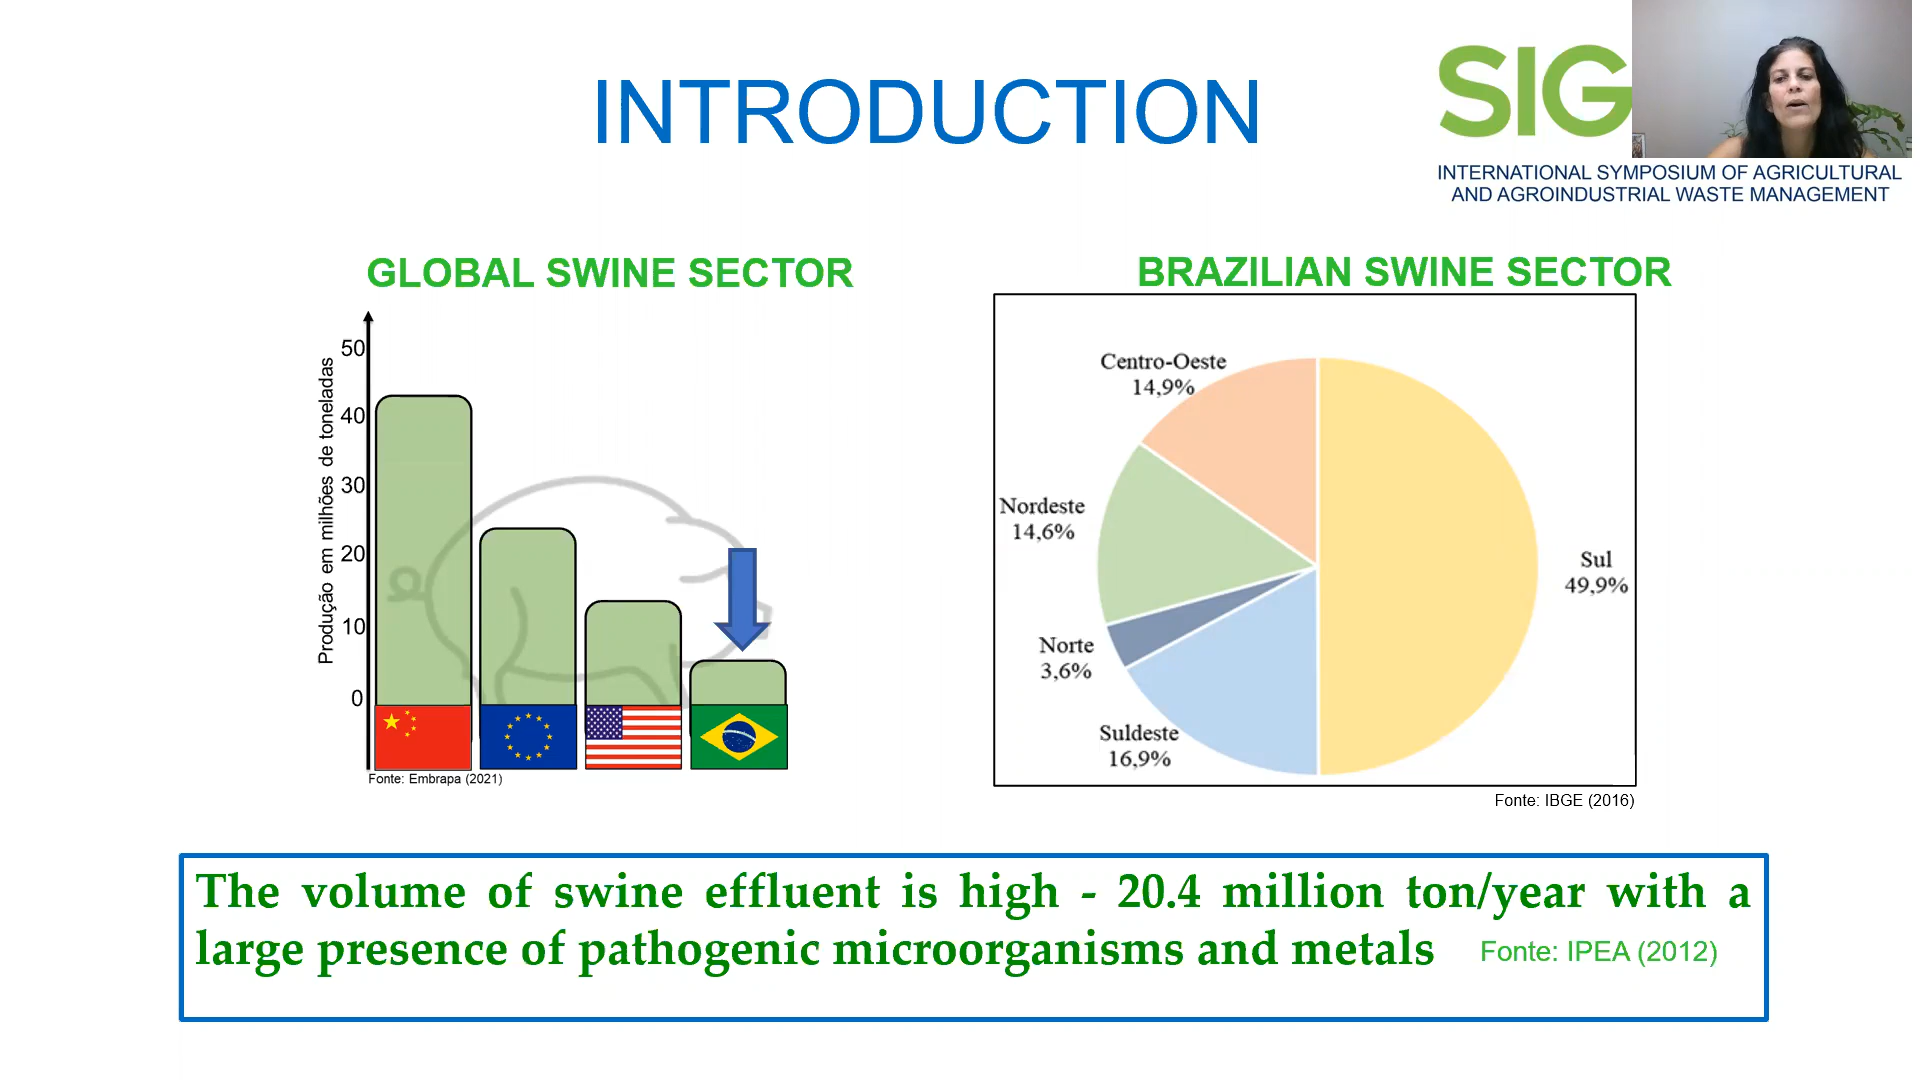 INTRODUCTION
SIG
INTERNATIONAL SYMPOSIUM OF AGRICULTURAL
AND AGROINDUSTRIAL WASTE MANAGEMENT
GLOBAL SWINE SECTOR
Produção em milhões de toneladas
50
40
30
20
10
0
Fonte: Embrapa (2021)
BRAZILIAN SWINE SECTOR
Centro-Oeste
14,9%
Nordeste
14,6%
Norte
3,6%
Suldeste
16,9%
Sul
49,9%
Fonte: IBGE (2016)
The volume of swine effluent is high - 20.4 million ton/year with a
large presence of pathogenic microorganisms and metals Fonte: IPEA (2012)